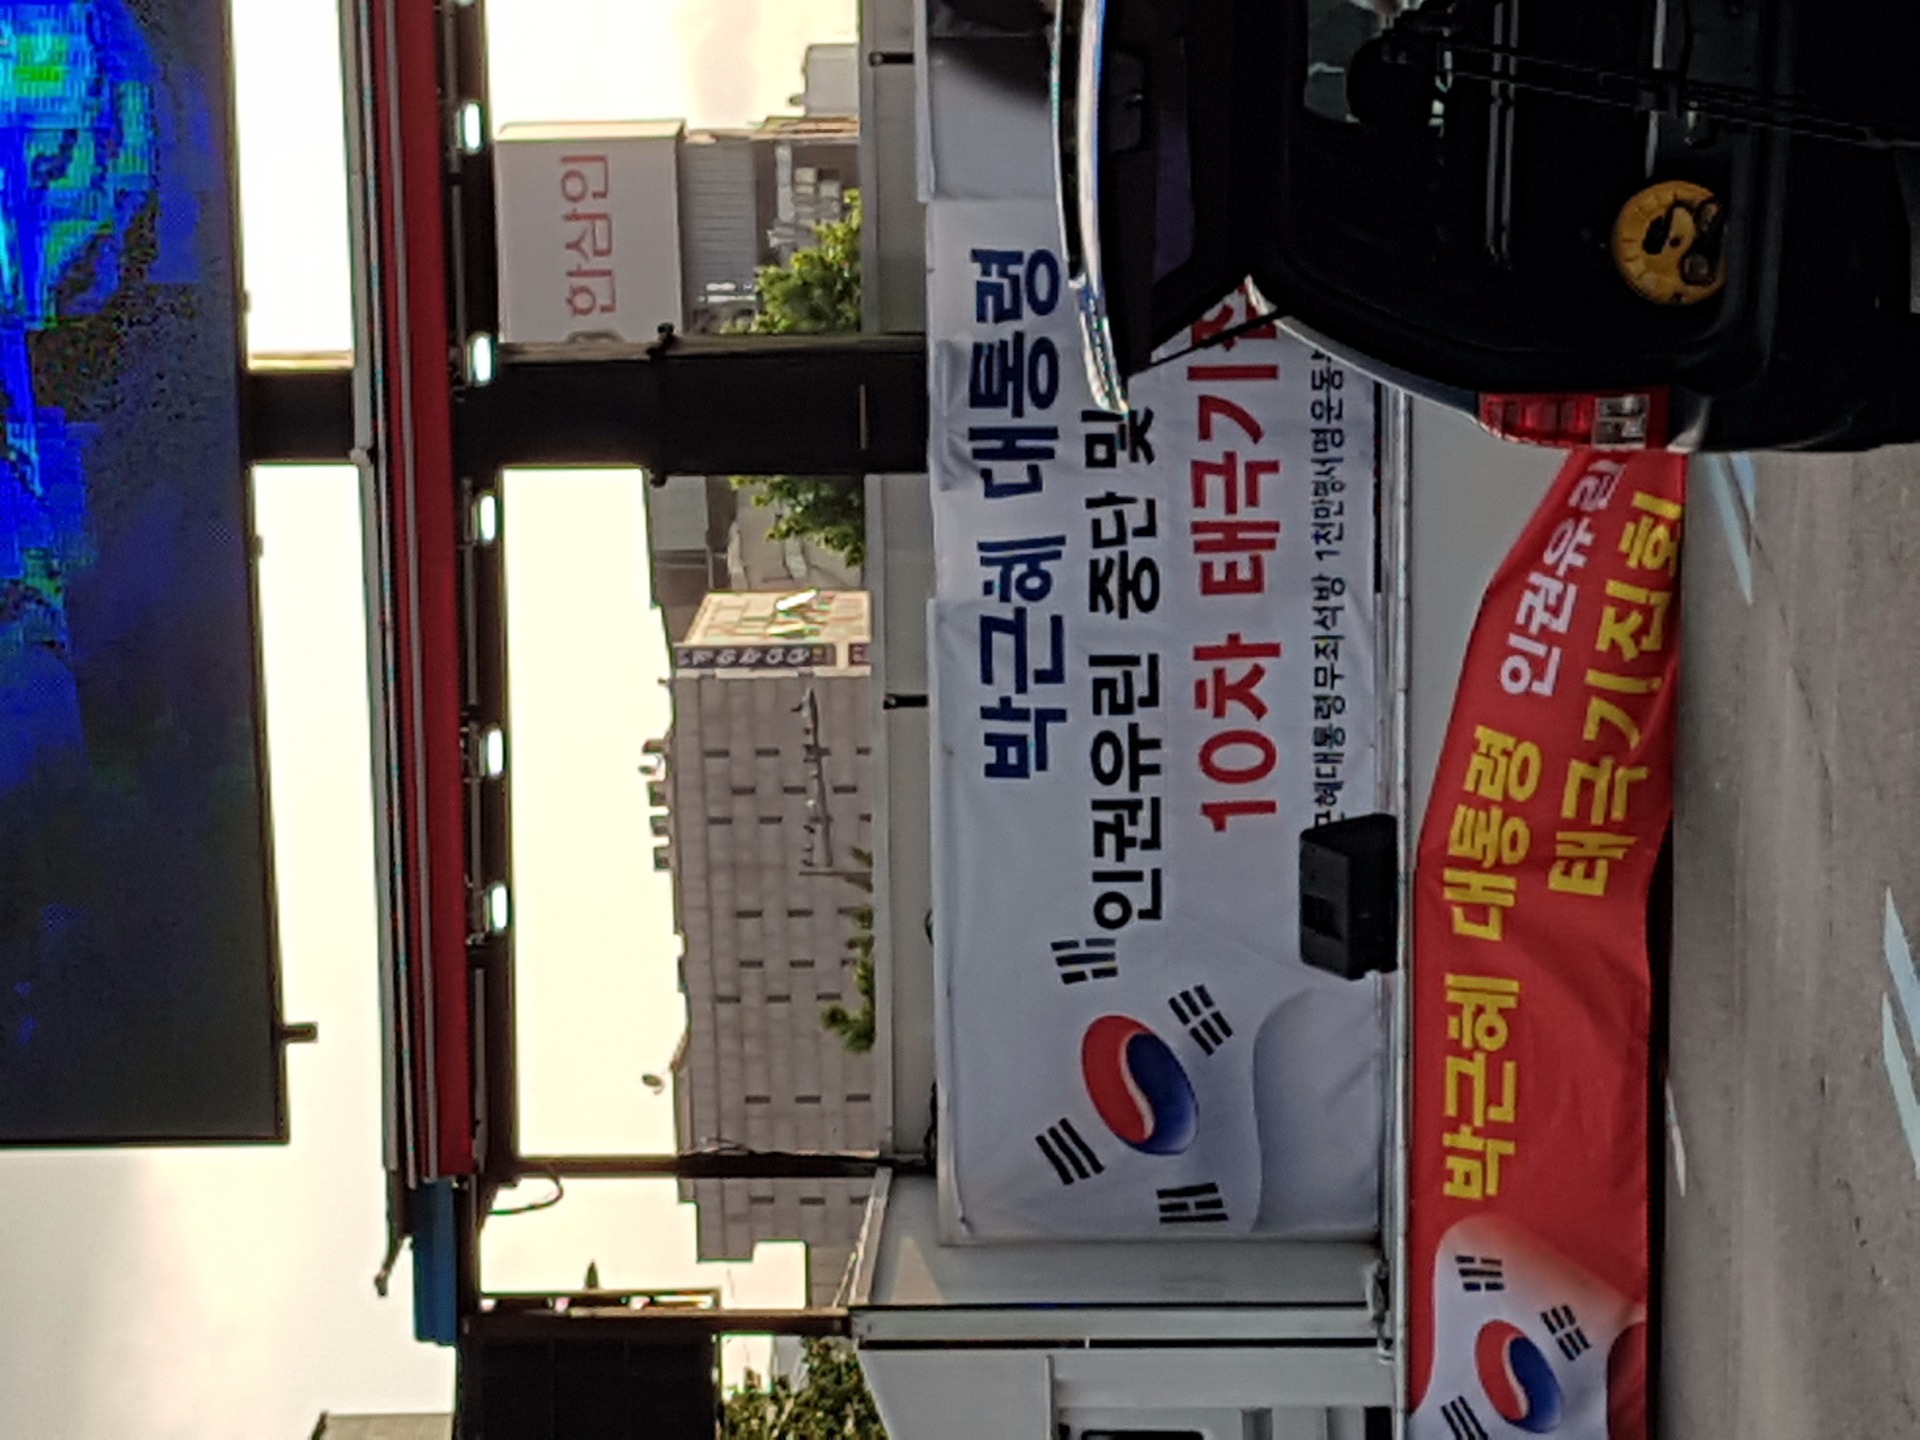 한삼인
박근혜 대통령
인권유린 중단 및
10차 태극기
근혜대통령무죄석방 1천만명서명운동
박근혜 대통령 인권유린
태극기집회